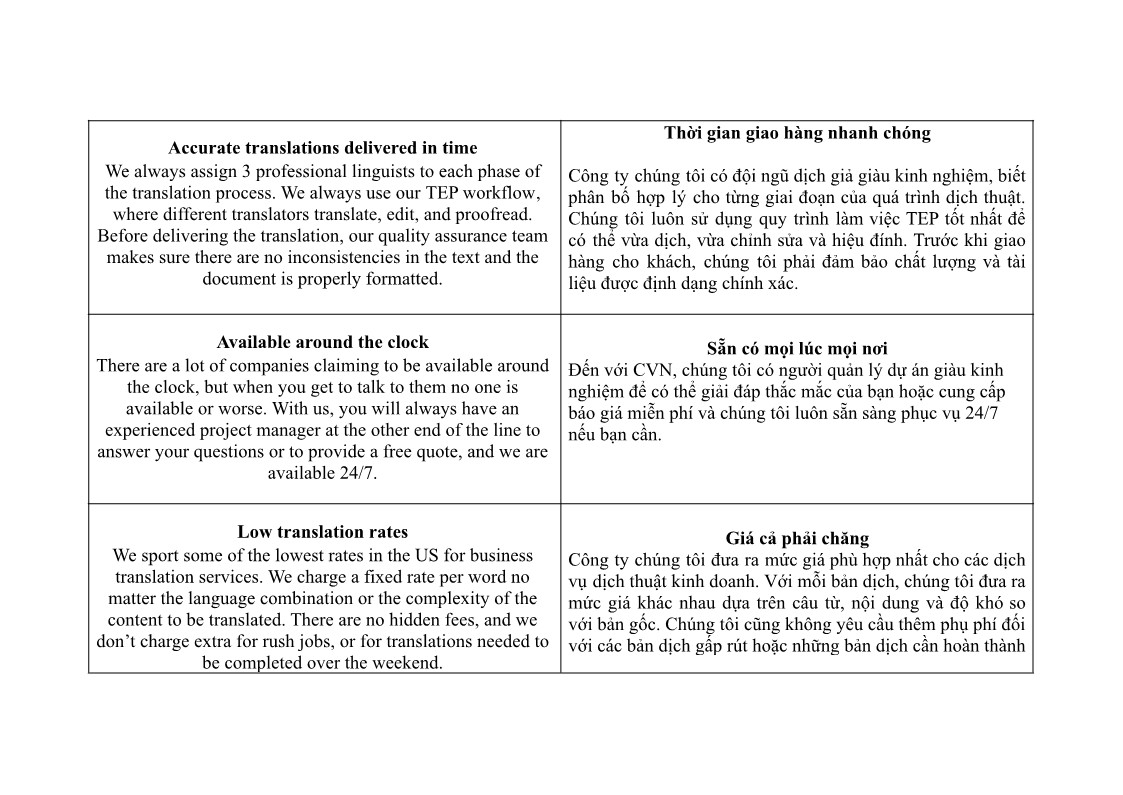 Accurate translations delivered in time
We always assign 3 professional linguists to each phase of
the translation process. We always use our TEP workflow,
where different translators translate, edit, and proofread.
Before delivering the translation, our quality assurance team
makes sure there are no inconsistencies in the text and the
document is properly formatted.
Thời gian giao hàng nhanh chóng
Công ty chúng tôi có đội ngũ dịch giả giàu kinh nghiệm, biết
phân bổ hợp lý cho từng giai đoạn của quá trình dịch thuật.
Chúng tôi luôn sử dụng quy trình làm việc TEP tốt nhất để
có thể vừa dịch, vừa chỉnh sửa và hiệu đính. Trước khi giao
hàng cho khách, chúng tôi phải đảm bảo chất lượng và tài
liệu được định dạng chính xác.
Available around the clock
There are a lot of companies claiming to be available around
the clock, but when you get to talk to them no one is
available or worse. With us, you will always have an
experienced project manager at the other end of the line to
answer your questions or to provide a free quote, and we are
available 24/7.
Sẵn có mọi lúc mọi nơi
Đến với CVN, chúng tôi có người quản lý dự án giàu kinh
nghiệm để có thể giải đáp thắc mắc của bạn hoặc cung cấp
báo giá miễn phí và chúng tôi luôn sẵn sàng phục vụ 24/7
nếu bạn cần.
Low translation rates
We sport some of the lowest rates in the US for business
translation services. We charge a fixed rate per word no
matter the language combination or the complexity of the
content to be translated. There are no hidden fees, and we
don’t charge extra for rush jobs, or for translations needed to
be completed over the weekend.
Giá cả phải chăng
Công ty chúng tôi đưa ra mức giá phù hợp nhất cho các dịch
vụ dịch thuật kinh doanh. Với mỗi bản dịch, chúng tôi đưa ra
mức giá khác nhau dựa trên câu từ, nội dung và độ khó so
với bản gốc. Chúng tôi cũng không yêu cầu thêm phụ phí đối
với các bản dịch gấp rút hoặc những bản dịch cần hoàn thành